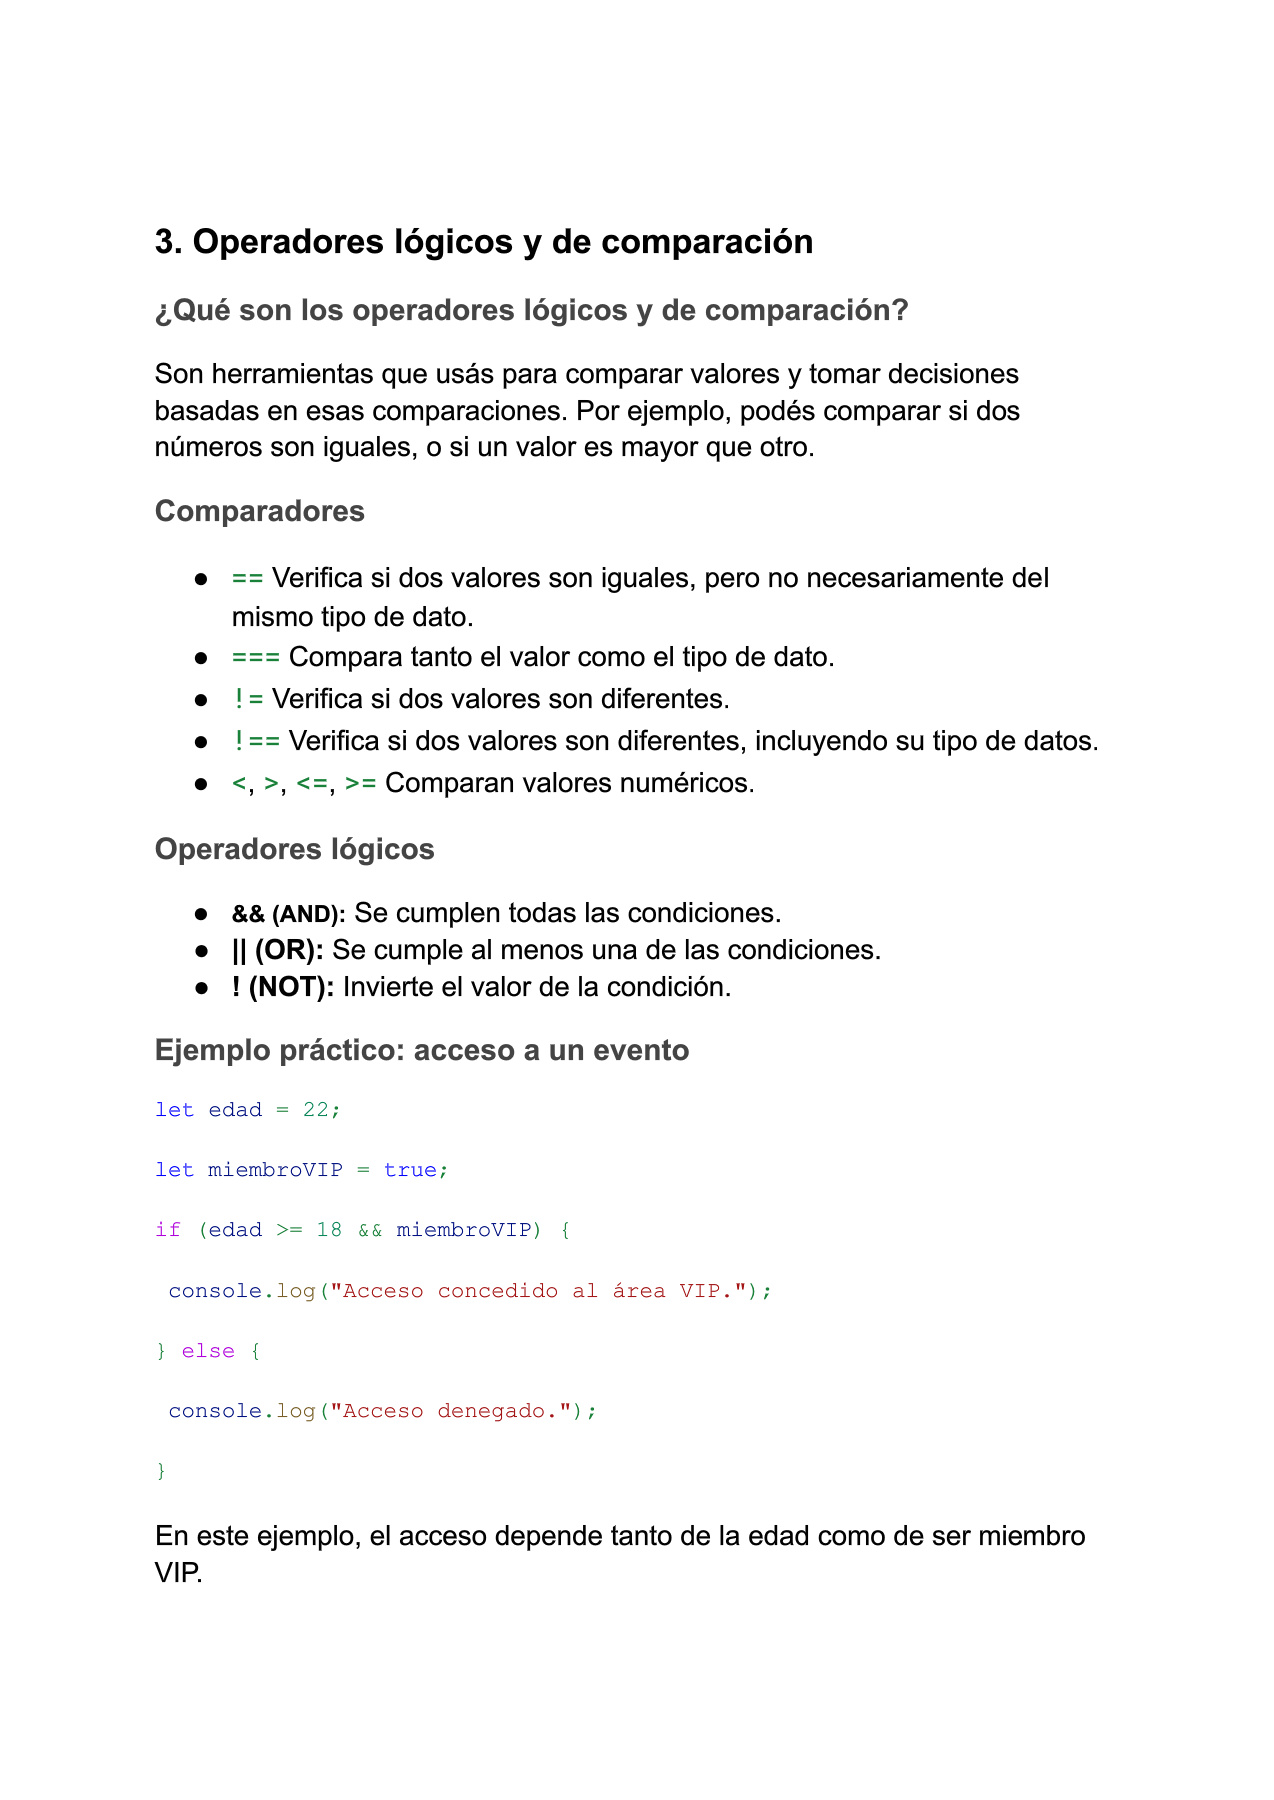 3. Operadores lógicos y de comparación
¿Qué son los operadores lógicos y de comparación?
Son herramientas que usás para comparar valores y tomar decisiones
basadas en esas comparaciones. Por ejemplo, podés comparar si dos
números son iguales, o si un valor es mayor que otro.
Comparadores
● == Verifica si dos valores son iguales, pero no necesariamente del
mismo tipo de dato.
● === Compara tanto el valor como el tipo de dato.
● != Verifica si dos valores son diferentes.
● !== Verifica si dos valores son diferentes, incluyendo su tipo de datos.
● <, >, <=, >= Comparan valores numéricos.
Operadores lógicos
● && (AND): Se cumplen todas las condiciones.
● || (OR): Se cumple al menos una de las condiciones.
● ! (NOT): Invierte el valor de la condición.
Ejemplo práctico: acceso a un evento
let edad = 22;
let miembroVIP = true;
if (edad >= 18 && miembroVIP) {
 console.log("Acceso concedido al área VIP.");
} else {
 console.log("Acceso denegado.");
}
En este ejemplo, el acceso depende tanto de la edad como de ser miembro
VIP.